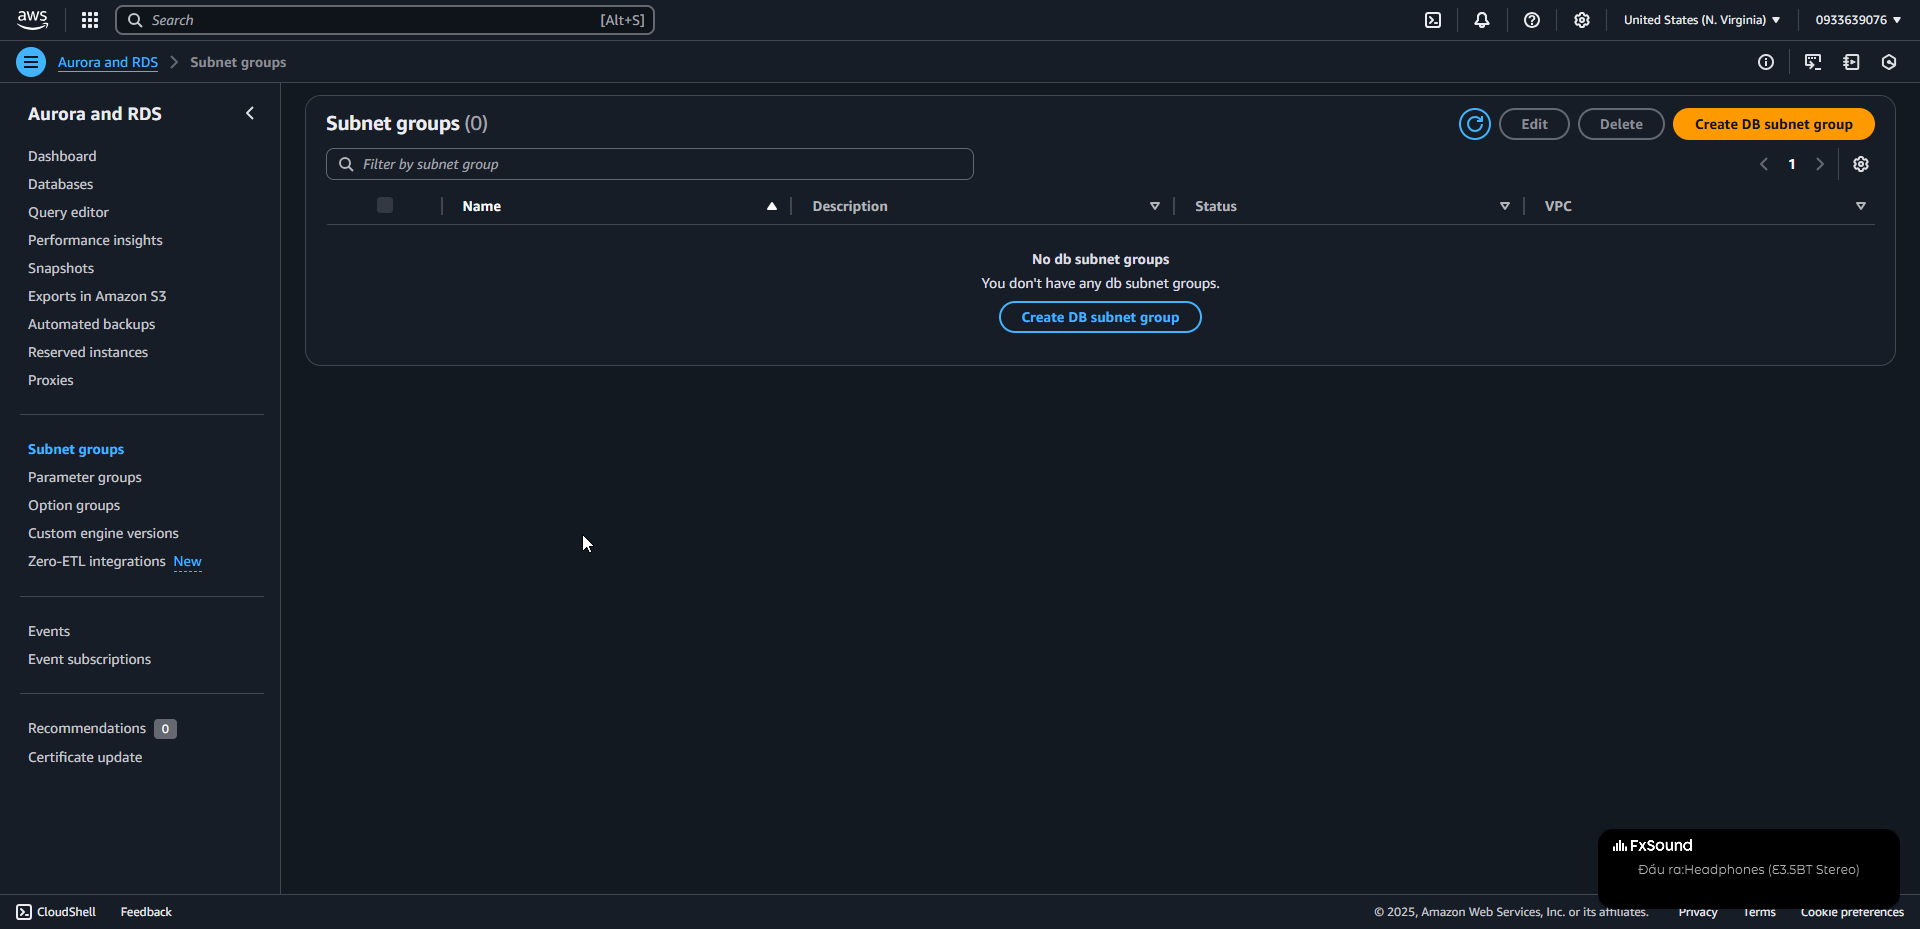 aws
Search [Alt+S]
United States (N. Virginia)
0933639076
Aurora and RDS
Subnet groups
Aurora and RDS
Dashboard
Databases
Query editor
Performance insights
Snapshots
Exports in Amazon S3
Automated backups
Reserved instances
Proxies
Subnet groups
Parameter groups
Option groups
Custom engine versions
Zero-ETL integrations New
Events
Event subscriptions
Recommendations 0
Certificate update
Subnet groups (0)
Edit
Delete
Create DB subnet group
Filter by subnet group
1
Name
Description
Status
VPC
No db subnet groups
You don't have any db subnet groups.
Create DB subnet group
FxSound
Đầu ra:Headphones (E3.5BT Stereo)
CloudShell
Feedback
© 2025, Amazon Web Services, Inc. or its affiliates.
Privacy
Terms
Cookie preferences